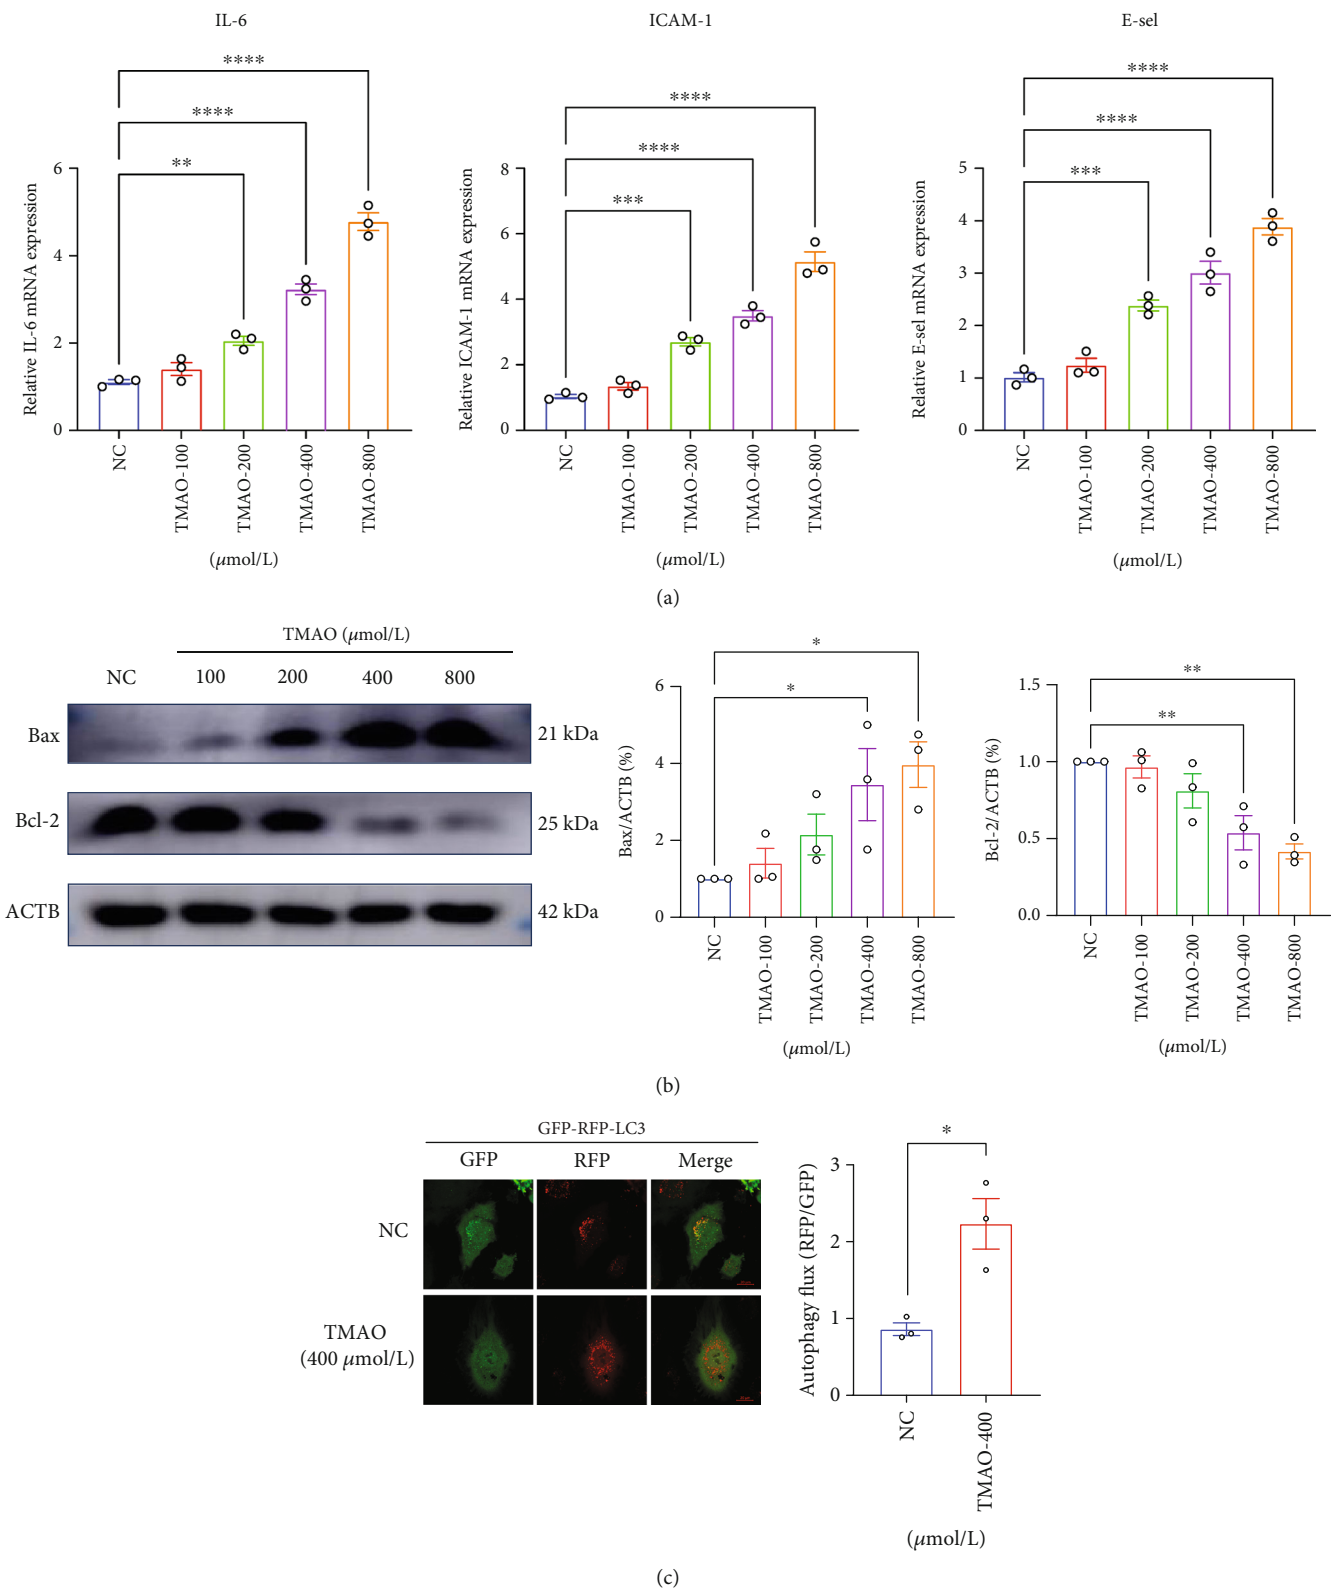 IL-6
ICAM-1
E-sel
****
****
**
Relative IL-6 mRNA expression
6
4
2
0
NC
TMAO-100
TMAO-200
TMAO-400
TMAO-800
(µmol/L)
****
****
***
Relative ICAM-1 mRNA expression
8
6
4
2
0
NC
TMAO-100
TMAO-200
TMAO-400
TMAO-800
(µmol/L)
****
****
***
Relative E-sel mRNA expression
5
4
3
2
1
0
NC
TMAO-100
TMAO-200
TMAO-400
TMAO-800
(µmol/L)
(a)
TMAO (µmol/L)
NC 100 200 400 800
Bax 21 kDa
Bcl-2 25 kDa
ACTB 42 kDa
*
*
Bax/ACTB (%)
6
4
2
0
NC
TMAO-100
TMAO-200
TMAO-400
TMAO-800
(µmol/L)
**
**
Bcl-2/ACTB (%)
1.5
1.0
0.5
0.0
NC
TMAO-100
TMAO-200
TMAO-400
TMAO-800
(µmol/L)
(b)
GFP-RFP-LC3
GFP RFP Merge
NC
TMAO
(400 µmol/L)
*
Autophagy flux (RFP/GFP)
3
2
1
0
NC
TMAO-400
(µmol/L)
(c)